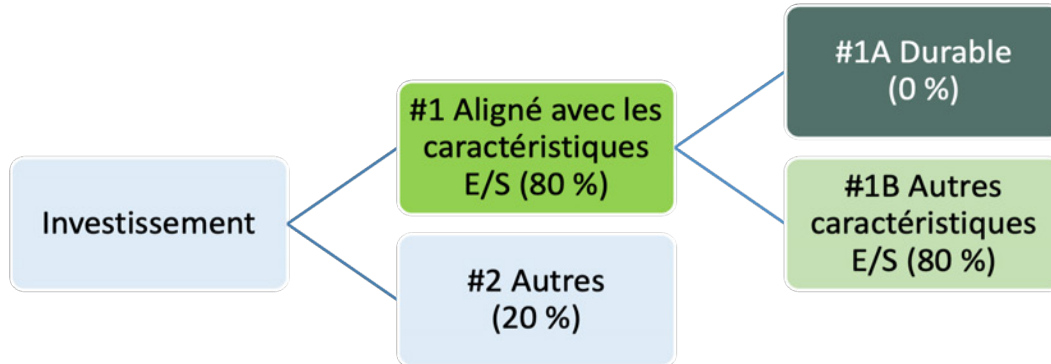 Investissement
#1 Aligné avec les
caractéristiques
E/S (80 %)
#2 Autres
(20 %)
#1A Durable
(0 %)
#1B Autres
caractéristiques
E/S (80 %)